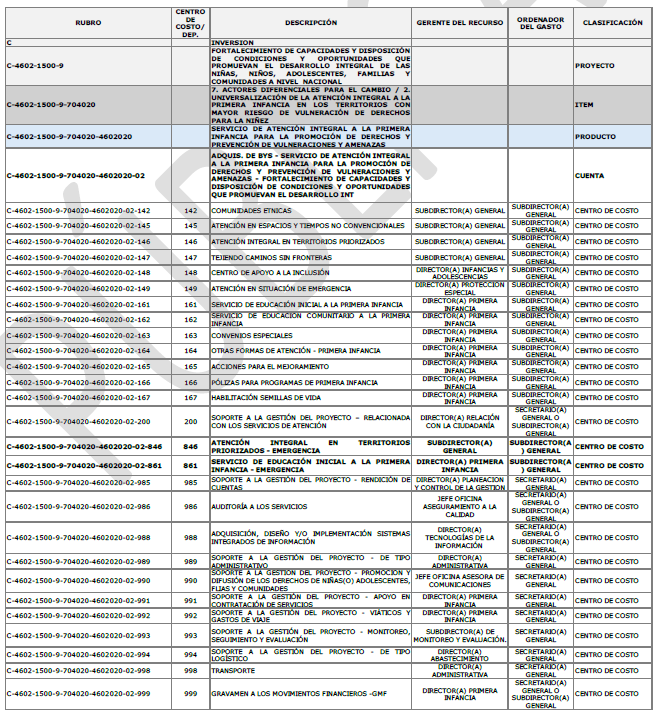 RUBRO CENTRO DE COSTO/ DEP. DESCRIPCIÓN GERENTE DEL RECURSO ORDENADOR DEL GASTO CLASIFICACIÓN
C INVERSION
C-4602-1500-9 FORTALECIMIENTO DE CAPACIDADES Y DISPOSICIÓN DE CONDICIONES Y OPORTUNIDADES QUE PROMUEVAN EL DESARROLLO INTEGRAL DE LAS NIÑAS, NIÑOS, ADOLESCENTES, FAMILIAS Y COMUNIDADES A NIVEL NACIONAL PROYECTO
C-4602-1500-9-704020 7. ACTORES DIFERENCIALES PARA EL CAMBIO / 2. UNIVERSALIZACIÓN DE LA ATENCIÓN INTEGRAL A LA PRIMERA INFANCIA EN LOS TERRITORIOS CON MAYOR RIESGO DE VULNERACIÓN DE DERECHOS PARA LA NIÑEZ ITEM
C-4602-1500-9-704020-4602020 SERVICIO DE ATENCIÓN INTEGRAL A LA PRIMERA INFANCIA PARA LA PROMOCIÓN DE DERECHOS Y PREVENCIÓN DE VULNERACIONES Y AMENAZAS PRODUCTO
C-4602-1500-9-704020-4602020-02 ADQUIS. DE BYS - SERVICIO DE ATENCIÓN INTEGRAL A LA PRIMERA INFANCIA PARA LA PROMOCIÓN DE DERECHOS Y PREVENCIÓN DE VULNERACIONES Y AMENAZAS - FORTALECIMIENTO DE CAPACIDADES Y DISPOSICIÓN DE CONDICIONES Y OPORTUNIDADES QUE PROMUEVAN EL DESARROLLO INT CUENTA
C-4602-1500-9-704020-4602020-02-142 142 COMUNIDADES ETNICAS SUBDIRECTOR(A) GENERAL SUBDIRECTOR(A) GENERAL CENTRO DE COSTO
C-4602-1500-9-704020-4602020-02-145 145 ATENCIÓN EN ESPACIOS Y TIEMPOS NO CONVENCIONALES SUBDIRECTOR(A) GENERAL SUBDIRECTOR(A) GENERAL CENTRO DE COSTO
C-4602-1500-9-704020-4602020-02-146 146 ATENCIÓN INTEGRAL EN TERRITORIOS PRIORIZADOS SUBDIRECTOR(A) GENERAL SUBDIRECTOR(A) GENERAL CENTRO DE COSTO
C-4602-1500-9-704020-4602020-02-147 147 TEJIENDO CAMINOS SIN FRONTERAS SUBDIRECTOR(A) GENERAL SUBDIRECTOR(A) GENERAL CENTRO DE COSTO
C-4602-1500-9-704020-4602020-02-148 148 CENTRO DE APOYO A LA INCLUSIÓN DIRECTOR(A) INFANCIAS Y ADOLESCENCIAS SUBDIRECTOR(A) GENERAL CENTRO DE COSTO
C-4602-1500-9-704020-4602020-02-149 149 ATENCIÓN EN SITUACIÓN DE EMERGENCIA DIRECTOR(A) PROTECCION ESPECIAL SUBDIRECTOR(A) GENERAL CENTRO DE COSTO
C-4602-1500-9-704020-4602020-02-161 161 SERVICIO DE EDUCACIÓN INICIAL A LA PRIMERA INFANCIA DIRECTOR(A) PRIMERA INFANCIA SUBDIRECTOR(A) GENERAL CENTRO DE COSTO
C-4602-1500-9-704020-4602020-02-162 162 SERVICIO DE EDUCACIÓN COMUNITARIO A LA PRIMERA INFANCIA DIRECTOR(A) PRIMERA INFANCIA SUBDIRECTOR(A) GENERAL CENTRO DE COSTO
C-4602-1500-9-704020-4602020-02-163 163 CONVENIOS ESPECIALES DIRECTOR(A) PRIMERA INFANCIA SUBDIRECTOR(A) GENERAL CENTRO DE COSTO
C-4602-1500-9-704020-4602020-02-164 164 OTRAS FORMAS DE ATENCIÓN - PRIMERA INFANCIA DIRECTOR(A) PRIMERA INFANCIA SUBDIRECTOR(A) GENERAL CENTRO DE COSTO
C-4602-1500-9-704020-4602020-02-165 165 ACCIONES PARA EL MEJORAMIENTO DIRECTOR(A) PRIMERA INFANCIA SUBDIRECTOR(A) GENERAL CENTRO DE COSTO
C-4602-1500-9-704020-4602020-02-166 166 PÓLIZAS PARA PROGRAMAS DE PRIMERA INFANCIA DIRECTOR(A) PRIMERA INFANCIA SUBDIRECTOR(A) GENERAL CENTRO DE COSTO
C-4602-1500-9-704020-4602020-02-167 167 HABILITACIÓN SEMILLAS DE VIDA DIRECTOR(A) PRIMERA INFANCIA SUBDIRECTOR(A) GENERAL CENTRO DE COSTO
C-4602-1500-9-704020-4602020-02-200 200 SOPORTE A LA GESTIÓN DEL PROYECTO – RELACIONADA CON LOS SERVICIOS DE ATENCIÓN DIRECTOR(A) RELACIÓN CON LA CIUDADANÍA SECRETARIO(A) GENERAL O SUBDIRECTOR(A) GENERAL CENTRO DE COSTO
C-4602-1500-9-704020-4602020-02-846 846 ATENCIÓN INTEGRAL EN TERRITORIOS PRIORIZADOS - EMERGENCIA SUBDIRECTOR(A) GENERAL SUBDIRECTOR(A ) GENERAL CENTRO DE COSTO
C-4602-1500-9-704020-4602020-02-861 861 SERVICIO DE EDUCACIÓN INICIAL A LA PRIMERA INFANCIA - EMERGENCIA DIRECTOR(A) PRIMERA INFANCIA SUBDIRECTOR(A ) GENERAL CENTRO DE COSTO
C-4602-1500-9-704020-4602020-02-985 985 SOPORTE A LA GESTIÓN DEL PROYECTO - RENDICIÓN DE CUENTAS DIRECTOR(A) PLANEACION Y CONTROL DE LA GESTION SECRETARIO(A) GENERAL CENTRO DE COSTO
C-4602-1500-9-704020-4602020-02-986 986 AUDITORÍA A LOS SERVICIOS JEFE OFICINA ASEGURAMIENTO A LA CALIDAD SECRETARIO(A) GENERAL O SUBDIRECTOR(A) GENERAL CENTRO DE COSTO
C-4602-1500-9-704020-4602020-02-988 988 ADQUISICIÓN, DISEÑO Y/O IMPLEMENTACIÓN SISTEMAS INTEGRADOS DE INFORMACIÓN DIRECTOR(A) TECNOLOGÍAS DE LA INFORMACIÓN SECRETARIO(A) GENERAL O SUBDIRECTOR(A) GENERAL CENTRO DE COSTO
C-4602-1500-9-704020-4602020-02-989 989 SOPORTE A LA GESTIÓN DEL PROYECTO - DE TIPO ADMINISTRATIVO DIRECTOR(A) ADMINISTRATIVA SECRETARIO(A) GENERAL CENTRO DE COSTO
C-4602-1500-9-704020-4602020-02-990 990 SOPORTE A LA GESTIÓN DEL PROYECTO - PROMOCIÓN Y DIFUSIÓN DE LOS DERECHOS DE NIÑAS(O) ADOLESCENTES, FLIAS Y COMUNIDADES JEFE OFICINA ASESORA DE COMUNICACIONES SECRETARIO(A) GENERAL CENTRO DE COSTO
C-4602-1500-9-704020-4602020-02-991 991 SOPORTE A LA GESTIÓN DEL PROYECTO - APOYO EN CONTRATACIÓN DE SERVICIOS DIRECTOR(A) PRIMERA INFANCIA SECRETARIO(A) GENERAL CENTRO DE COSTO
C-4602-1500-9-704020-4602020-02-992 992 SOPORTE A LA GESTIÓN DEL PROYECTO - VIÁTICOS Y GASTOS DE VIAJE DIRECTOR(A) PRIMERA INFANCIA SECRETARIO(A) GENERAL CENTRO DE COSTO
C-4602-1500-9-704020-4602020-02-993 993 SOPORTE A LA GESTIÓN DEL PROYECTO - MONITOREO, SEGUIMIENTO Y EVALUACIÓN SUBDIRECTOR(A) DE MONITOREO Y EVALUACIÓN. SECRETARIO(A) GENERAL CENTRO DE COSTO
C-4602-1500-9-704020-4602020-02-994 994 SOPORTE A LA GESTIÓN DEL PROYECTO - DE TIPO LOGÍSTICO DIRECTOR(A) ABASTECIMIENTO SECRETARIO(A) GENERAL CENTRO DE COSTO
C-4602-1500-9-704020-4602020-02-998 998 TRANSPORTE DIRECTOR(A) ADMINISTRATIVA SECRETARIO(A) GENERAL CENTRO DE COSTO
C-4602-1500-9-704020-4602020-02-999 999 GRAVAMEN A LOS MOVIMIENTOS FINANCIEROS -GMF DIRECTOR(A) PRIMERA INFANCIA SECRETARIO(A) GENERAL O SUBDIRECTOR(A) GENERAL CENTRO DE COSTO